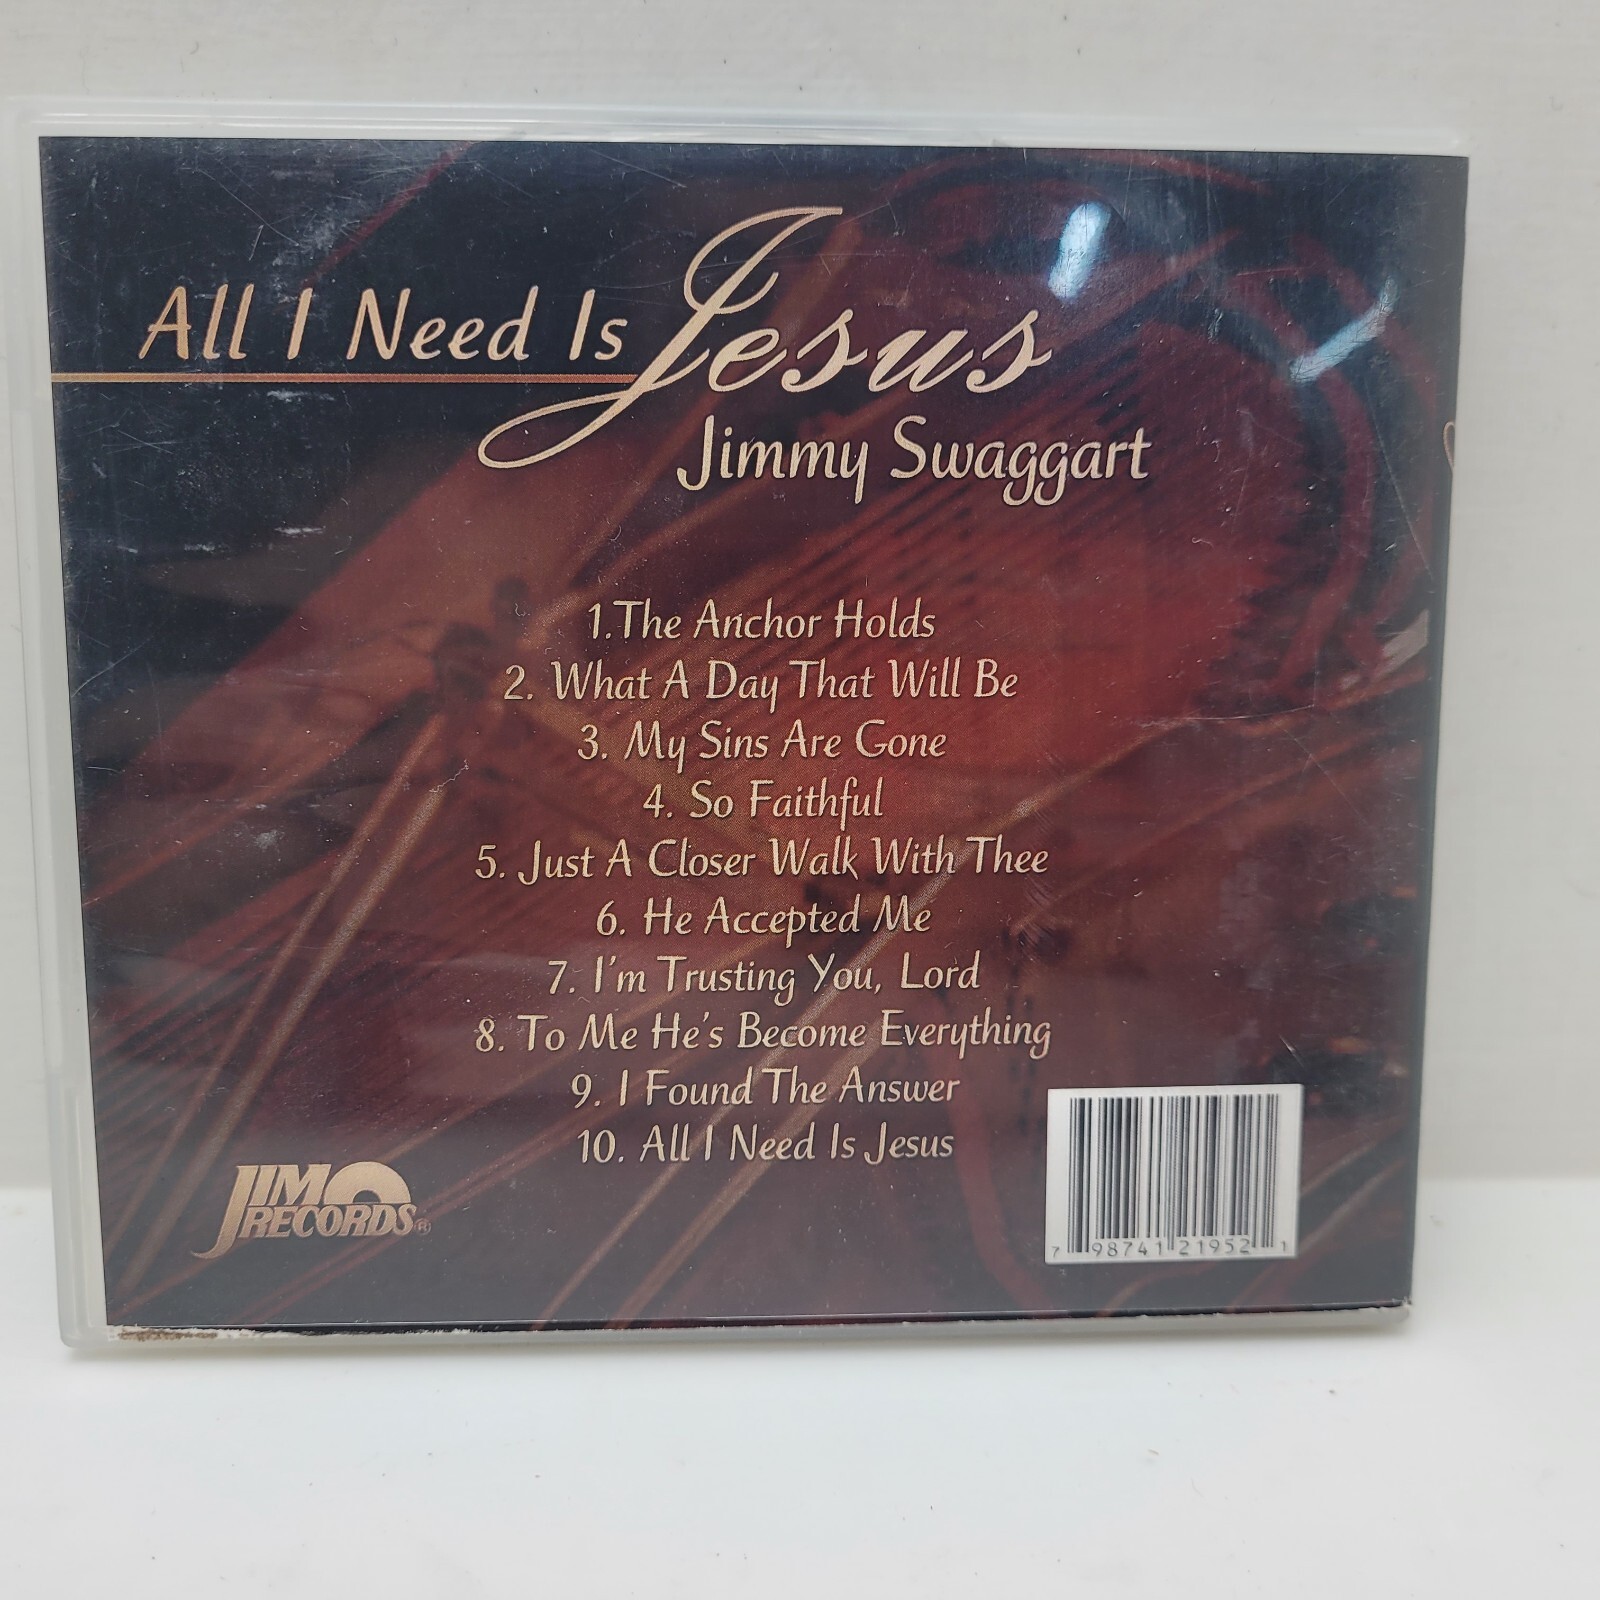 All I Need Is Jesus
Jimmy Swaggart
1.The Anchor Holds
2. What A Day That Will Be
3. My Sins Are Gone
4. So Faithful
5. Just A Closer Walk With Thee
6. He Accepted Me
7. I'm Trusting You, Lord
8. To Me He's Become Everything
9. I Found The Answer
10. All I Need Is Jesus
JIM
RECORDS®
7 98741 21952 1